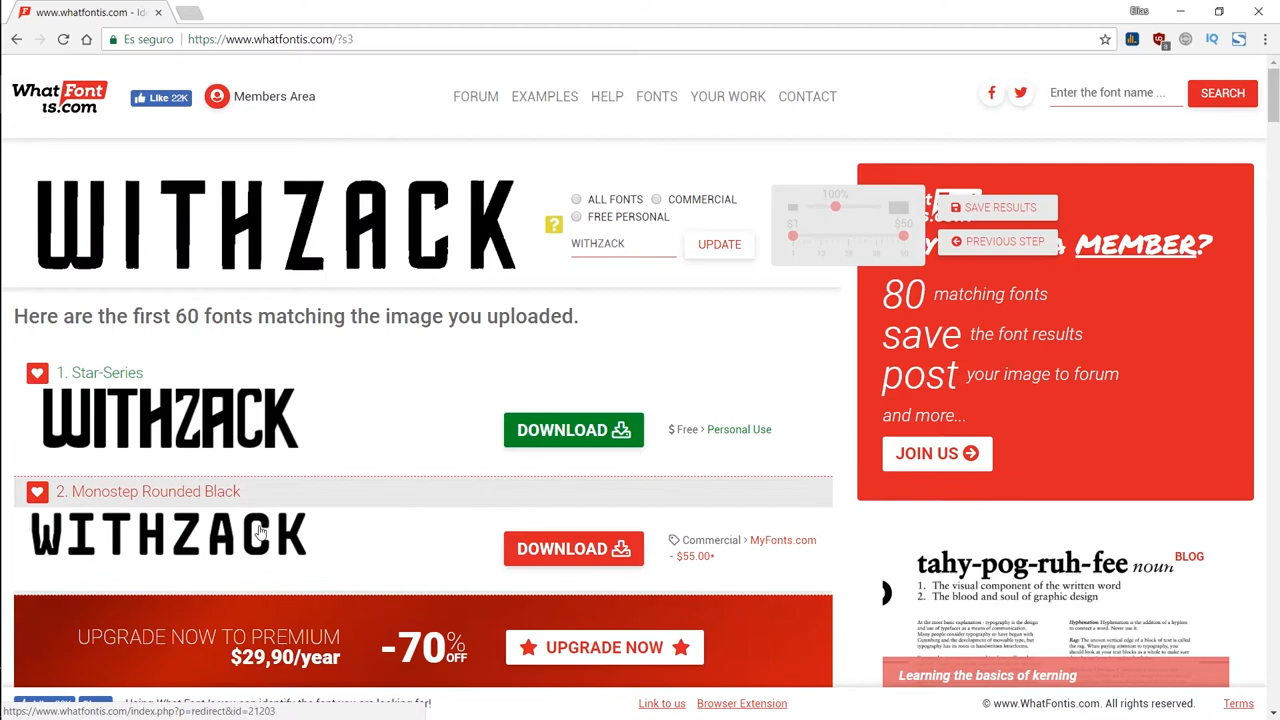 www.whatfontis.com - Id
Elias
Es seguro
https://www.whatfontis.com/?s3
What Font is.com
Like 22K
Members Area
FORUM
EXAMPLES
HELP
FONTS
YOUR WORK
CONTACT
Enter the font name ...
SEARCH
WITHZACK
ALL FONTS
COMMERCIAL
FREE PERSONAL
?
WITHZACK
UPDATE
100%
$1
$50
SAVE RESULTS
PREVIOUS STEP
MEMBER?
80 matching fonts
save the font results
post your image to forum
and more...
JOIN US
Here are the first 60 fonts matching the image you uploaded.
1. Star-Series
WITHZACK
DOWNLOAD
$ Free › Personal Use
2. Monostep Rounded Black
WITHZACK
DOWNLOAD
Commercial › MyFonts.com
- $55.00*
UPGRADE NOW TO PREMIUM
$29,90/year
-70% OFF
UPGRADE NOW
tahy-pog-ruh-fee noun
BLOG
1. The visual component of the written word
2. The blood and soul of graphic design
Learning the basics of kerning
Link to us
Browser Extension
© www.WhatFontis.com. All rights reserved.
Terms
https://www.whatfontis.com/index.php?p=redirect&id=21203